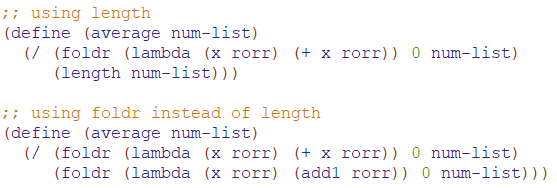 ;; using length
(define (average num-list)
  (/ (foldr (lambda (x rorr) (+ x rorr)) 0 num-list)
     (length num-list)))

;; using foldr instead of length
(define (average num-list)
  (/ (foldr (lambda (x rorr) (+ x rorr)) 0 num-list)
     (foldr (lambda (x rorr) (add1 rorr)) 0 num-list)))